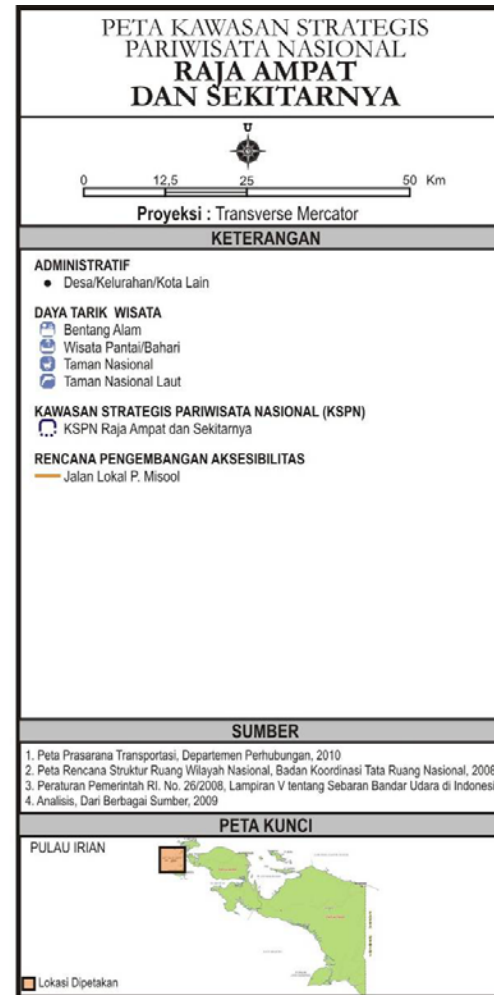 PETA KAWASAN STRATEGIS
PARIWISATA NASIONAL
RAJA AMPAT
DAN SEKITARNYA
U
0 12,5 25 50 Km
Proyeksi : Transverse Mercator
KETERANGAN
ADMINISTRATIF
Desa/Kelurahan/Kota Lain
DAYA TARIK WISATA
Bentang Alam
Wisata Pantai/Bahari
Taman Nasional
Taman Nasional Laut
KAWASAN STRATEGIS PARIWISATA NASIONAL (KSPN)
KSPN Raja Ampat dan Sekitarnya
RENCANA PENGEMBANGAN AKSESIBILITAS
Jalan Lokal P. Misool
SUMBER
1. Peta Prasarana Transportasi, Departemen Perhubungan, 2010
2. Peta Rencana Struktur Ruang Wilayah Nasional, Badan Koordinasi Tata Ruang Nasional, 2008
3. Peraturan Pemerintah RI. No. 26/2008, Lampiran V tentang Sebaran Bandar Udara di Indonesi
4. Analisis, Dari Berbagai Sumber, 2009
PETA KUNCI
PULAU IRIAN
Lokasi Dipetakan